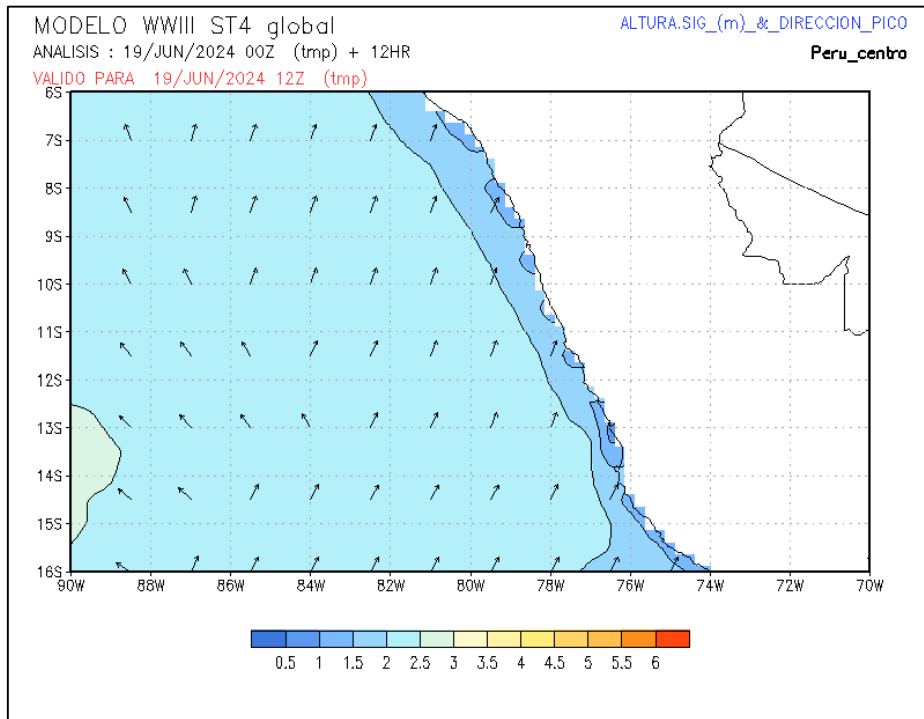 MODELO WWIII ST4 global
ALTURA.SIG_(m)_&_DIRECCION_PICO
ANALISIS : 19/JUN/2024 00Z (tmp) + 12HR
Peru_centro
VALIDO PARA 19/JUN/2024 12Z (tmp)
6S
7S
8S
9S
10S
11S
12S
13S
14S
15S
16S
90W 88W 86W 84W 82W 80W 78W 76W 74W 72W 70W
0.5 1 1.5 2 2.5 3 3.5 4 4.5 5 5.5 6